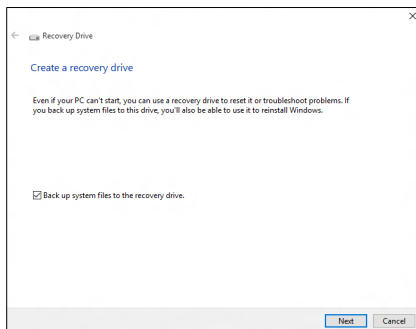 Recovery Drive
Create a recovery drive
Even if your PC can't start, you can use a recovery drive to reset it or troubleshoot problems. If
you back up system files to this drive, you'll also be able to use it to reinstall Windows.
Back up system files to the recovery drive.
Next Cancel